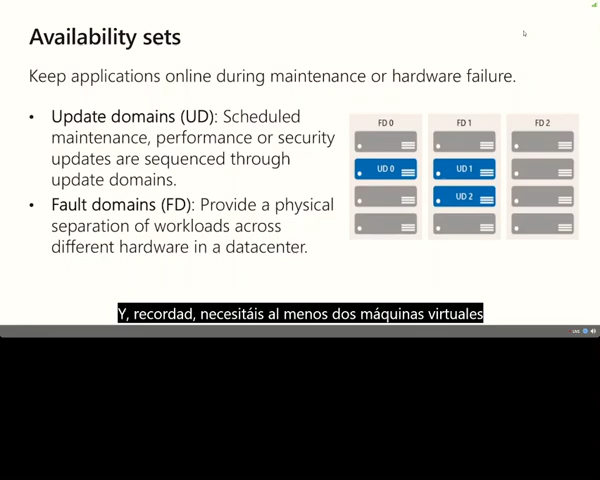 Availability sets
Keep applications online during maintenance or hardware failure.
• Update domains (UD): Scheduled
maintenance, performance or security
updates are sequenced through
update domains.
• Fault domains (FD): Provide a physical
separation of workloads across
different hardware in a datacenter.
FD 0
FD 1
FD 2
UD 0
UD 1
UD 2
Y, recordad, necesitáis al menos dos máquinas virtuales